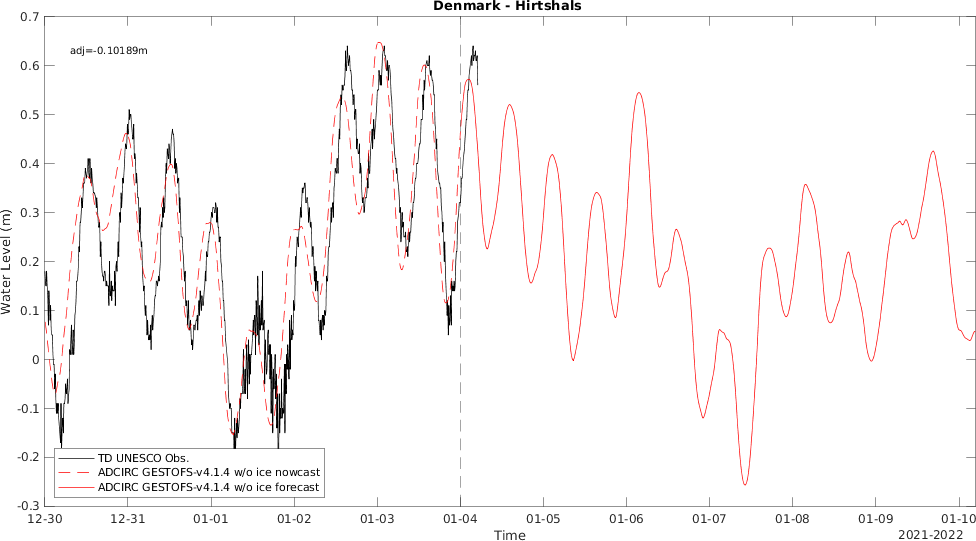 Denmark - Hirtshals
adj=-0.10189m
Water Level (m)
0.7
0.6
0.5
0.4
0.3
0.2
0.1
0
-0.1
-0.2
-0.3
TD UNESCO Obs.
ADCIRC GESTOFS-v4.1.4 w/o ice nowcast
ADCIRC GESTOFS-v4.1.4 w/o ice forecast
12-30 12-31 01-01 01-02 01-03 01-04 01-05 01-06 01-07 01-08 01-09 01-10
Time
2021-2022